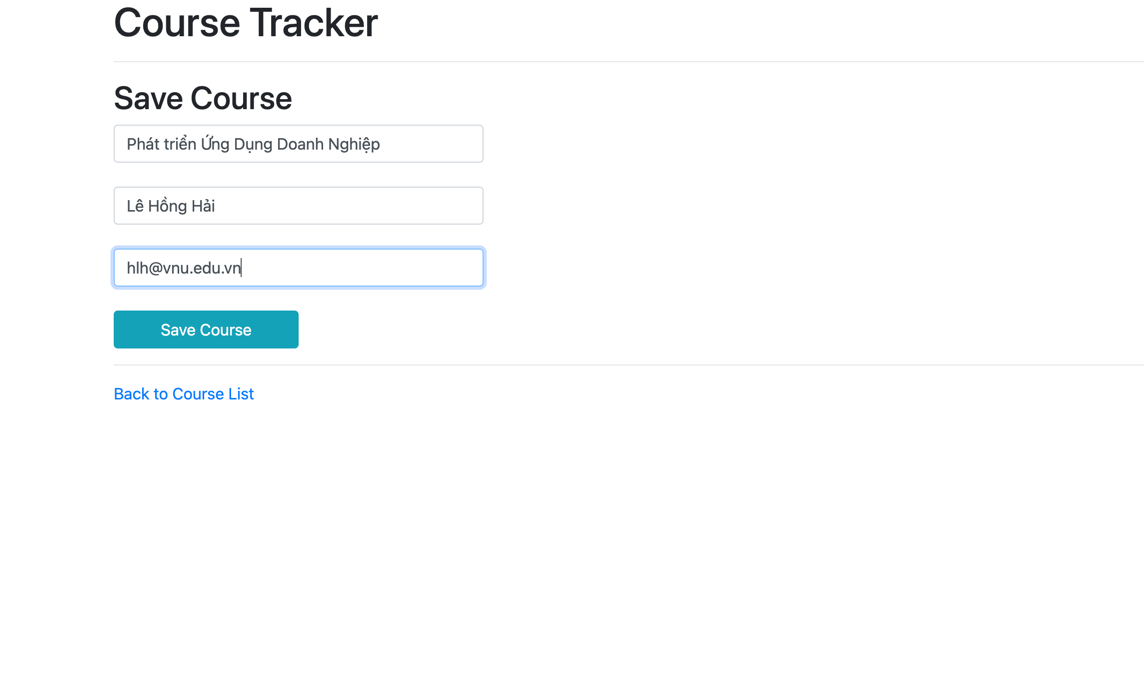 Course Tracker
Save Course
Phát triển Ứng Dụng Doanh Nghiệp
Lê Hồng Hải
hlh@vnu.edu.vn
Save Course
Back to Course List